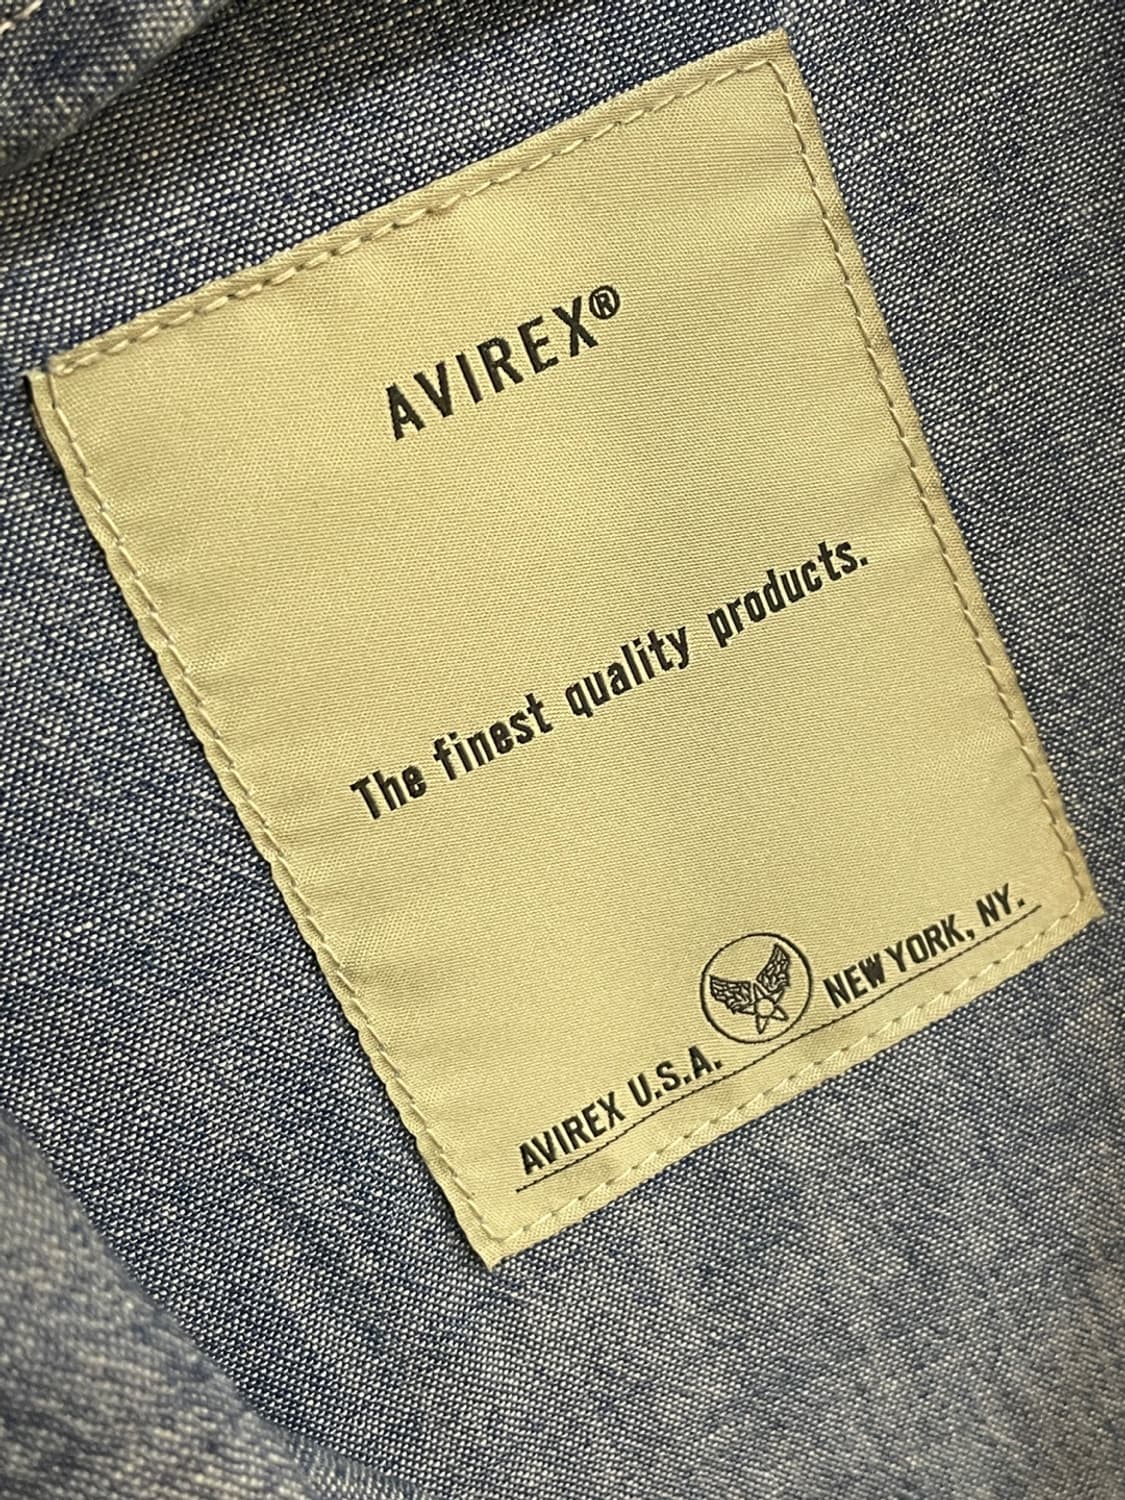 AVIREX®
The finest quality products.
AVIREX U.S.A. NEW YORK, NY.